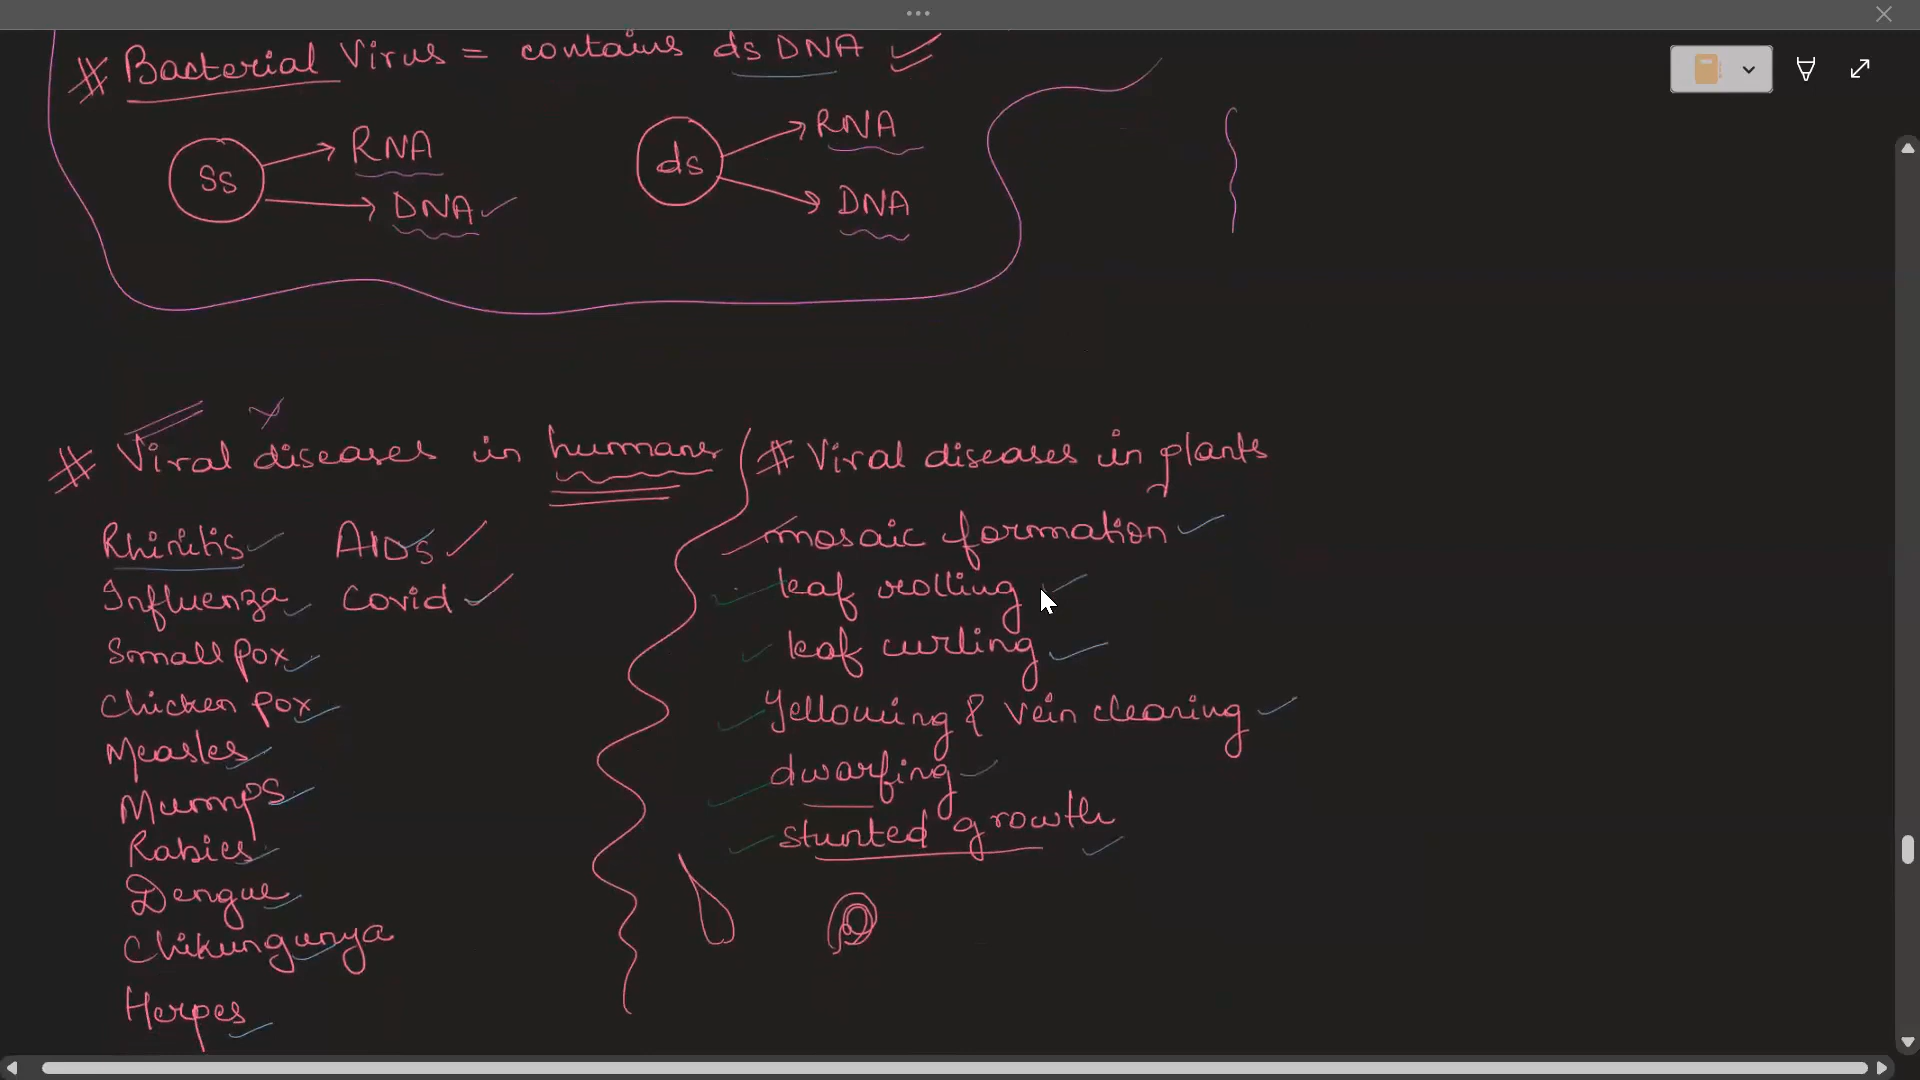 # Bacterial Virus = contains ds DNA
ss RNA DNA
ds RNA DNA
# Viral diseases in humans
Rhinitis AIDs
Influenza Covid
Small Pox
Chicken Pox
Measles
Mumps
Rabies
Dengue
Chikungunya
Herpes
# Viral diseases in plants
mosaic formation
leaf rolling
leaf curling
Yellowing & Vein clearing
dwarfing
stunted growth